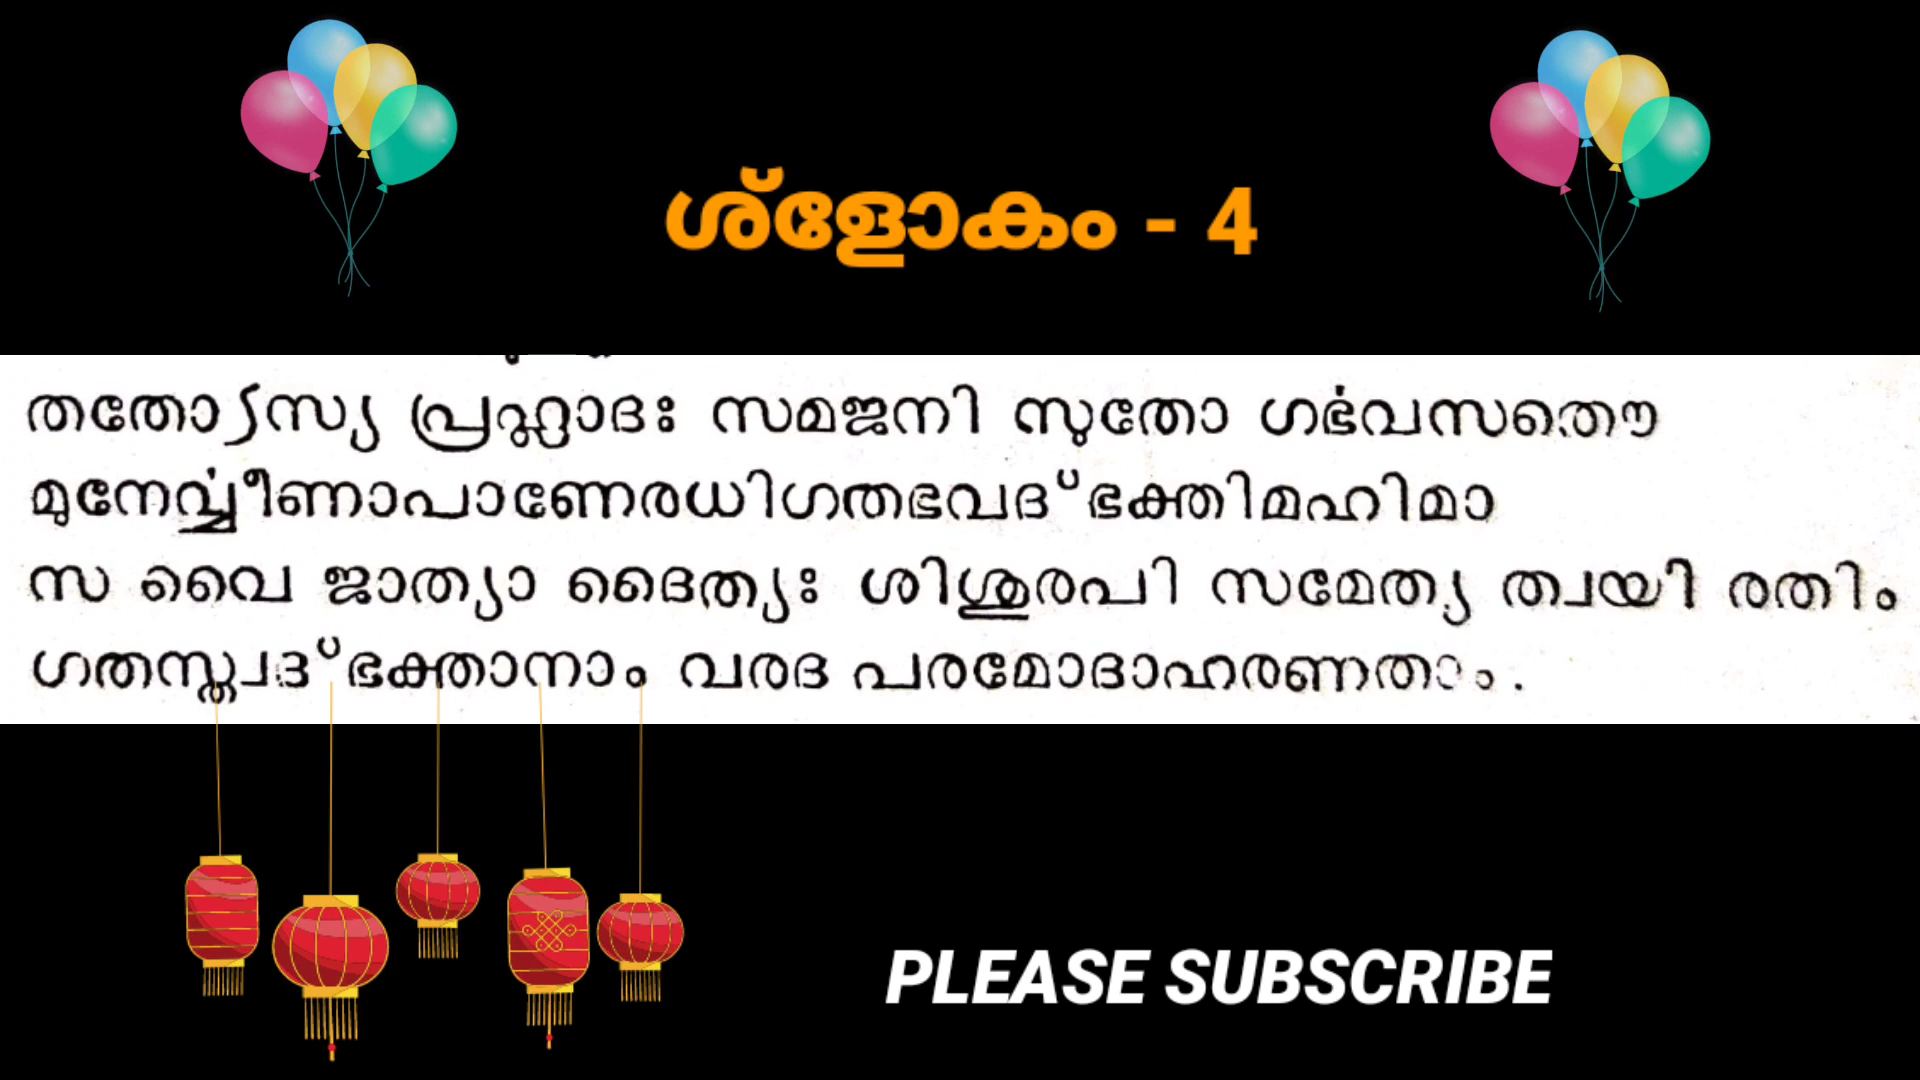 ശ്ളോകം - 4
തതോഽസ്യ പ്രഹ്ലാദഃ സമജനി സുതോ ഗർഭവസതൌ
മുനേർവ്വീണാപാണേരധിഗതഭവദ്ഭക്തിമഹിമാ
സ വൈ ജാത്യാ ദൈത്യഃ ശിശുരപി സമേത്യ ത്വയി രതിം
ഗതസ്ത്വദ്ഭക്താനാം വരദ പരമോദാഹരണതാം.
PLEASE SUBSCRIBE